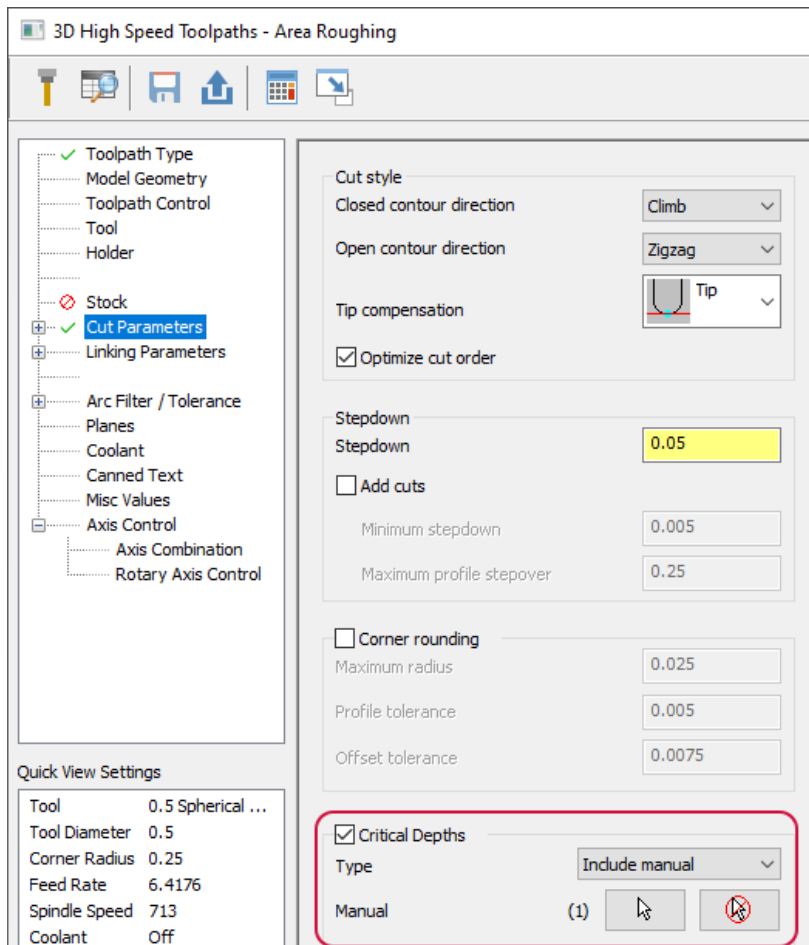 3D High Speed Toolpaths - Area Roughing
Toolpath Type
Model Geometry
Toolpath Control
Tool
Holder
Stock
Cut Parameters
Linking Parameters
Arc Filter / Tolerance
Planes
Coolant
Canned Text
Misc Values
Axis Control
Axis Combination
Rotary Axis Control
Quick View Settings
Tool 0.5 Spherical ...
Tool Diameter 0.5
Corner Radius 0.25
Feed Rate 6.4176
Spindle Speed 713
Coolant Off
Cut style
Closed contour direction Climb
Open contour direction Zigzag
Tip compensation Tip
Optimize cut order
Stepdown
Stepdown 0.05
Add cuts
Minimum stepdown 0.005
Maximum profile stepover 0.25
Corner rounding
Maximum radius 0.025
Profile tolerance 0.005
Offset tolerance 0.0075
Critical Depths
Type Include manual
Manual (1)